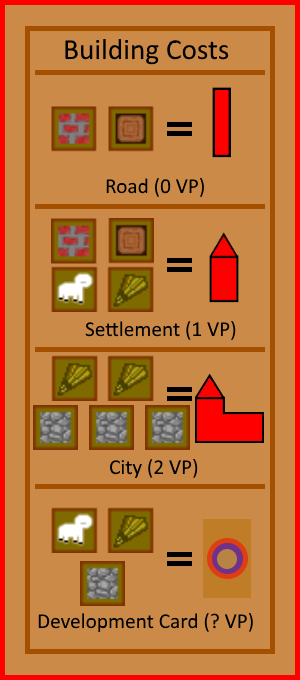 Building Costs
=
Road (0 VP)
=
Settlement (1 VP)
=
City (2 VP)
=
Development Card (? VP)